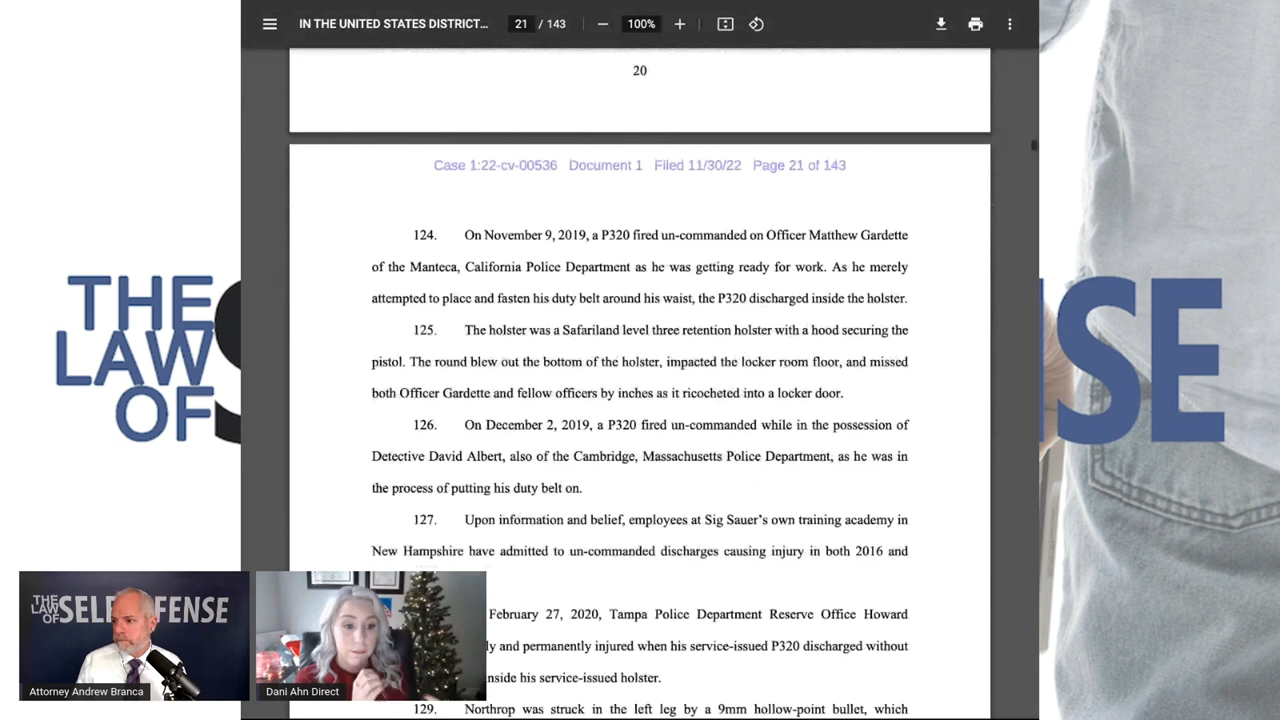 IN THE UNITED STATES DISTRICT... 21 / 143 100%
20
Case 1:22-cv-00536 Document 1 Filed 11/30/22 Page 21 of 143
124. On November 9, 2019, a P320 fired un-commanded on Officer Matthew Gardette
of the Manteca, California Police Department as he was getting ready for work. As he merely
attempted to place and fasten his duty belt around his waist, the P320 discharged inside the holster.
125. The holster was a Safariland level three retention holster with a hood securing the
pistol. The round blew out the bottom of the holster, impacted the locker room floor, and missed
both Officer Gardette and fellow officers by inches as it ricocheted into a locker door.
126. On December 2, 2019, a P320 fired un-commanded while in the possession of
Detective David Albert, also of the Cambridge, Massachusetts Police Department, as he was in
the process of putting his duty belt on.
127. Upon information and belief, employees at Sig Sauer's own training academy in
New Hampshire have admitted to un-commanded discharges causing injury in both 2016 and
February 27, 2020, Tampa Police Department Reserve Office Howard
ly and permanently injured when his service-issued P320 discharged without
nside his service-issued holster.
129. Northrop was struck in the left leg by a 9mm hollow-point bullet, which
THE
LAW
OF
S
NSE
THE
LAW
OF
SELF
FENSE
Attorney Andrew Branca
Dani Ahn Direct